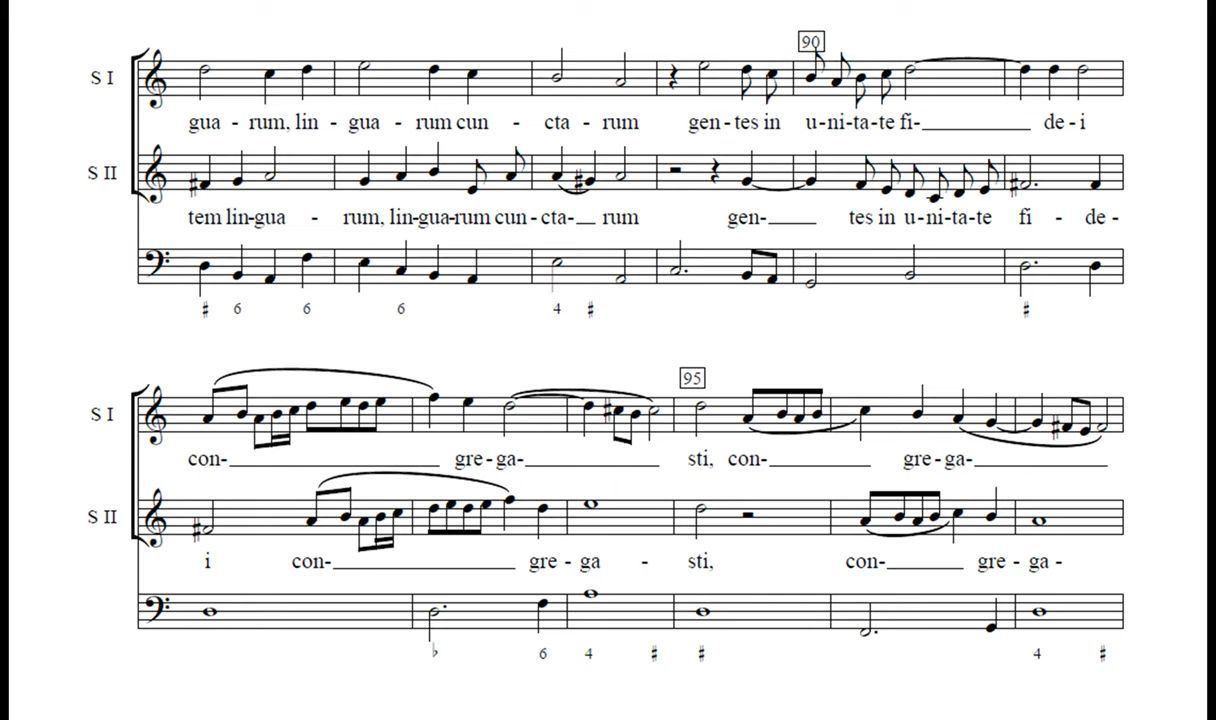 90
S I
gua - rum, lin - gua - rum cun - cta - rum gen - tes in u-ni-ta-te fi- de - i
S II
tem lin-gua - rum, lin-gua-rum cun - cta- rum gen- tes in u-ni-ta-te fi - de -
♯ 6 6 6 4 ♯ ♯
95
S I
con- gre - ga- sti, con- gre - ga-
S II
i con- gre - ga - sti, con- gre - ga -
♭ 6 4 ♯ ♯ 4 ♯